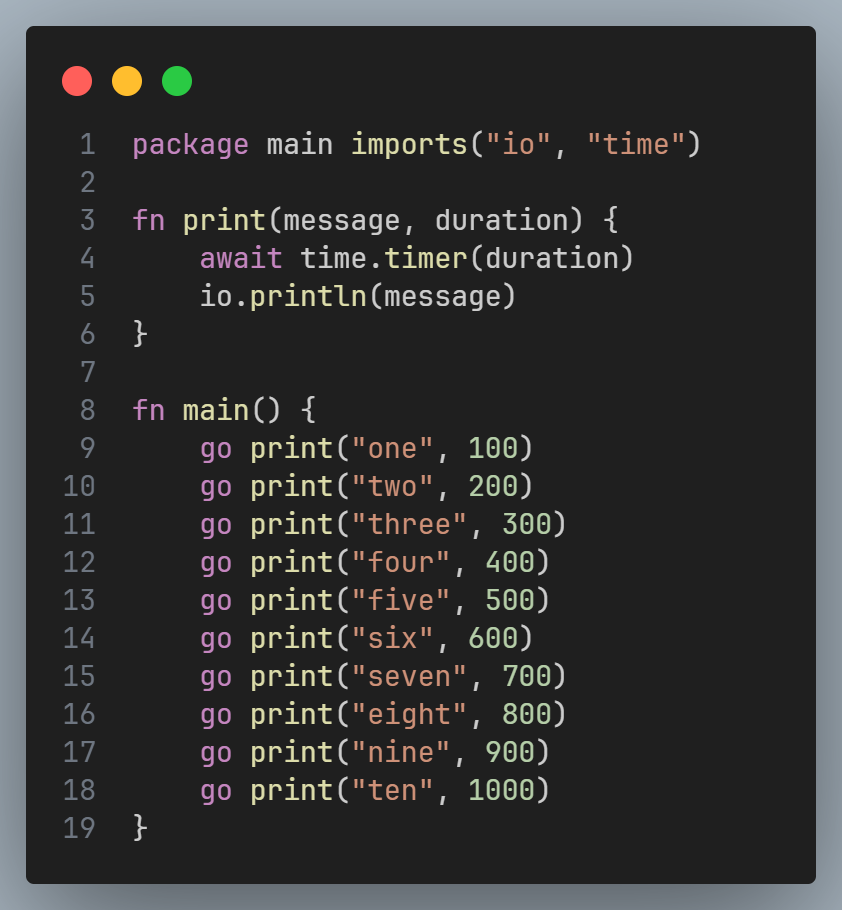 1 package main imports("io", "time")
2
3 fn print(message, duration) {
4     await time.timer(duration)
5     io.println(message)
6 }
7
8 fn main() {
9     go print("one", 100)
10     go print("two", 200)
11     go print("three", 300)
12     go print("four", 400)
13     go print("five", 500)
14     go print("six", 600)
15     go print("seven", 700)
16     go print("eight", 800)
17     go print("nine", 900)
18     go print("ten", 1000)
19 }